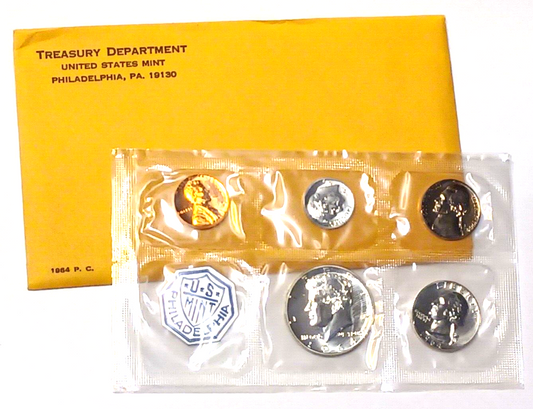 TREASURY DEPARTMENT
UNITED STATES MINT
PHILADELPHIA, PA. 19130
1964 P. C.
U·S
MINT
PHILADELPHIA